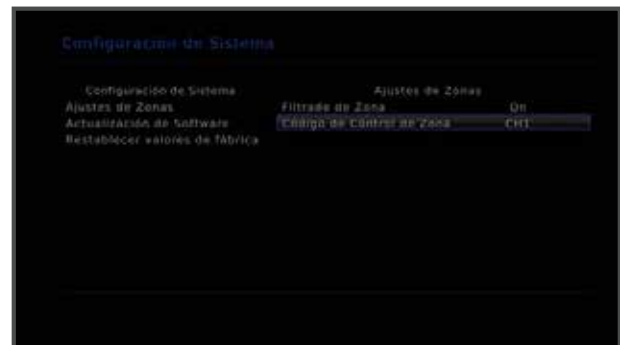 Configuración de Sistema
Configuración de Sistema
Ajustes de Zonas
Actualización de Software
Restablecer valores de fábrica
Ajustes de Zonas
Filtrado de Zona On
Código de Control de Zona CH1